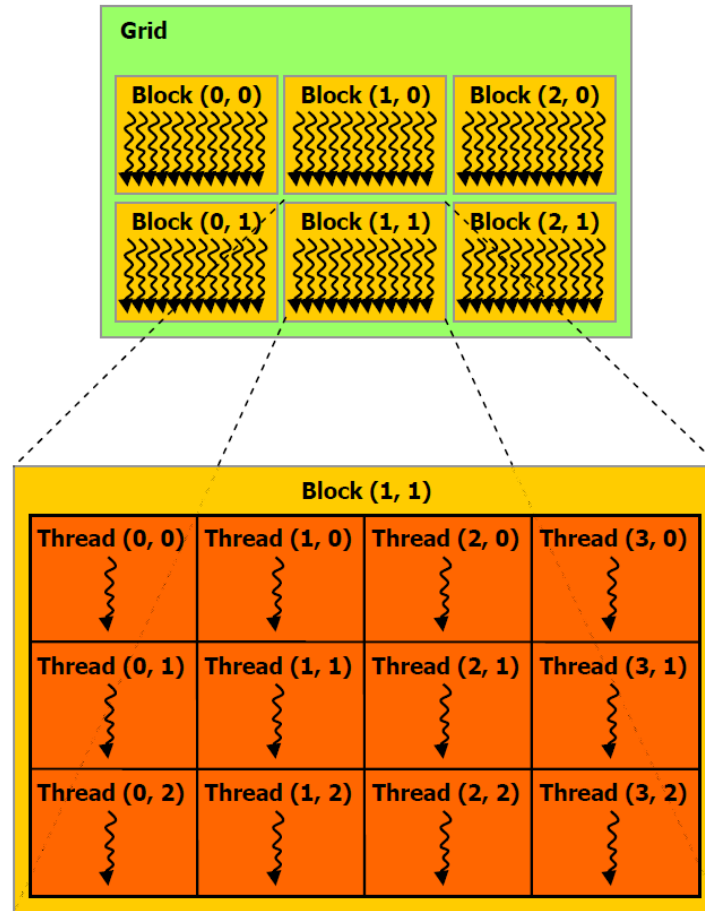 Grid
Block (0, 0) Block (1, 0) Block (2, 0)
Block (0, 1) Block (1, 1) Block (2, 1)
Block (1, 1)
Thread (0, 0) Thread (1, 0) Thread (2, 0) Thread (3, 0)
Thread (0, 1) Thread (1, 1) Thread (2, 1) Thread (3, 1)
Thread (0, 2) Thread (1, 2) Thread (2, 2) Thread (3, 2)